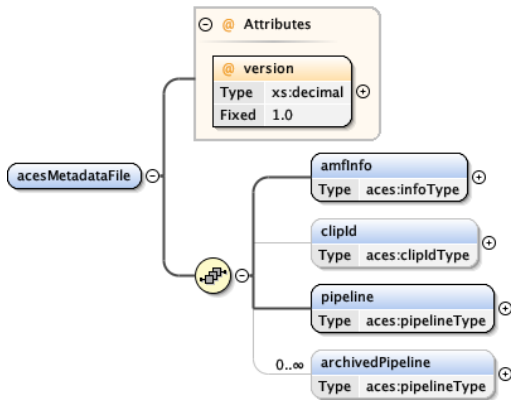 @ Attributes
@ version
Type xs:decimal
Fixed 1.0
acesMetadataFile
amfInfo
Type aces:infoType
clipId
Type aces:clipIdType
pipeline
Type aces:pipelineType
0..∞
archivedPipeline
Type aces:pipelineType